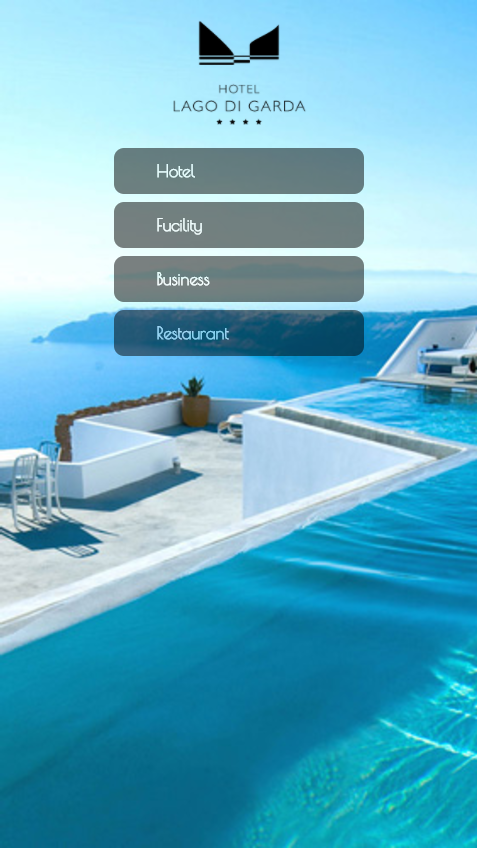 HOTEL
LAGO DI GARDA
Hotel
Fucility
Business
Restaurant